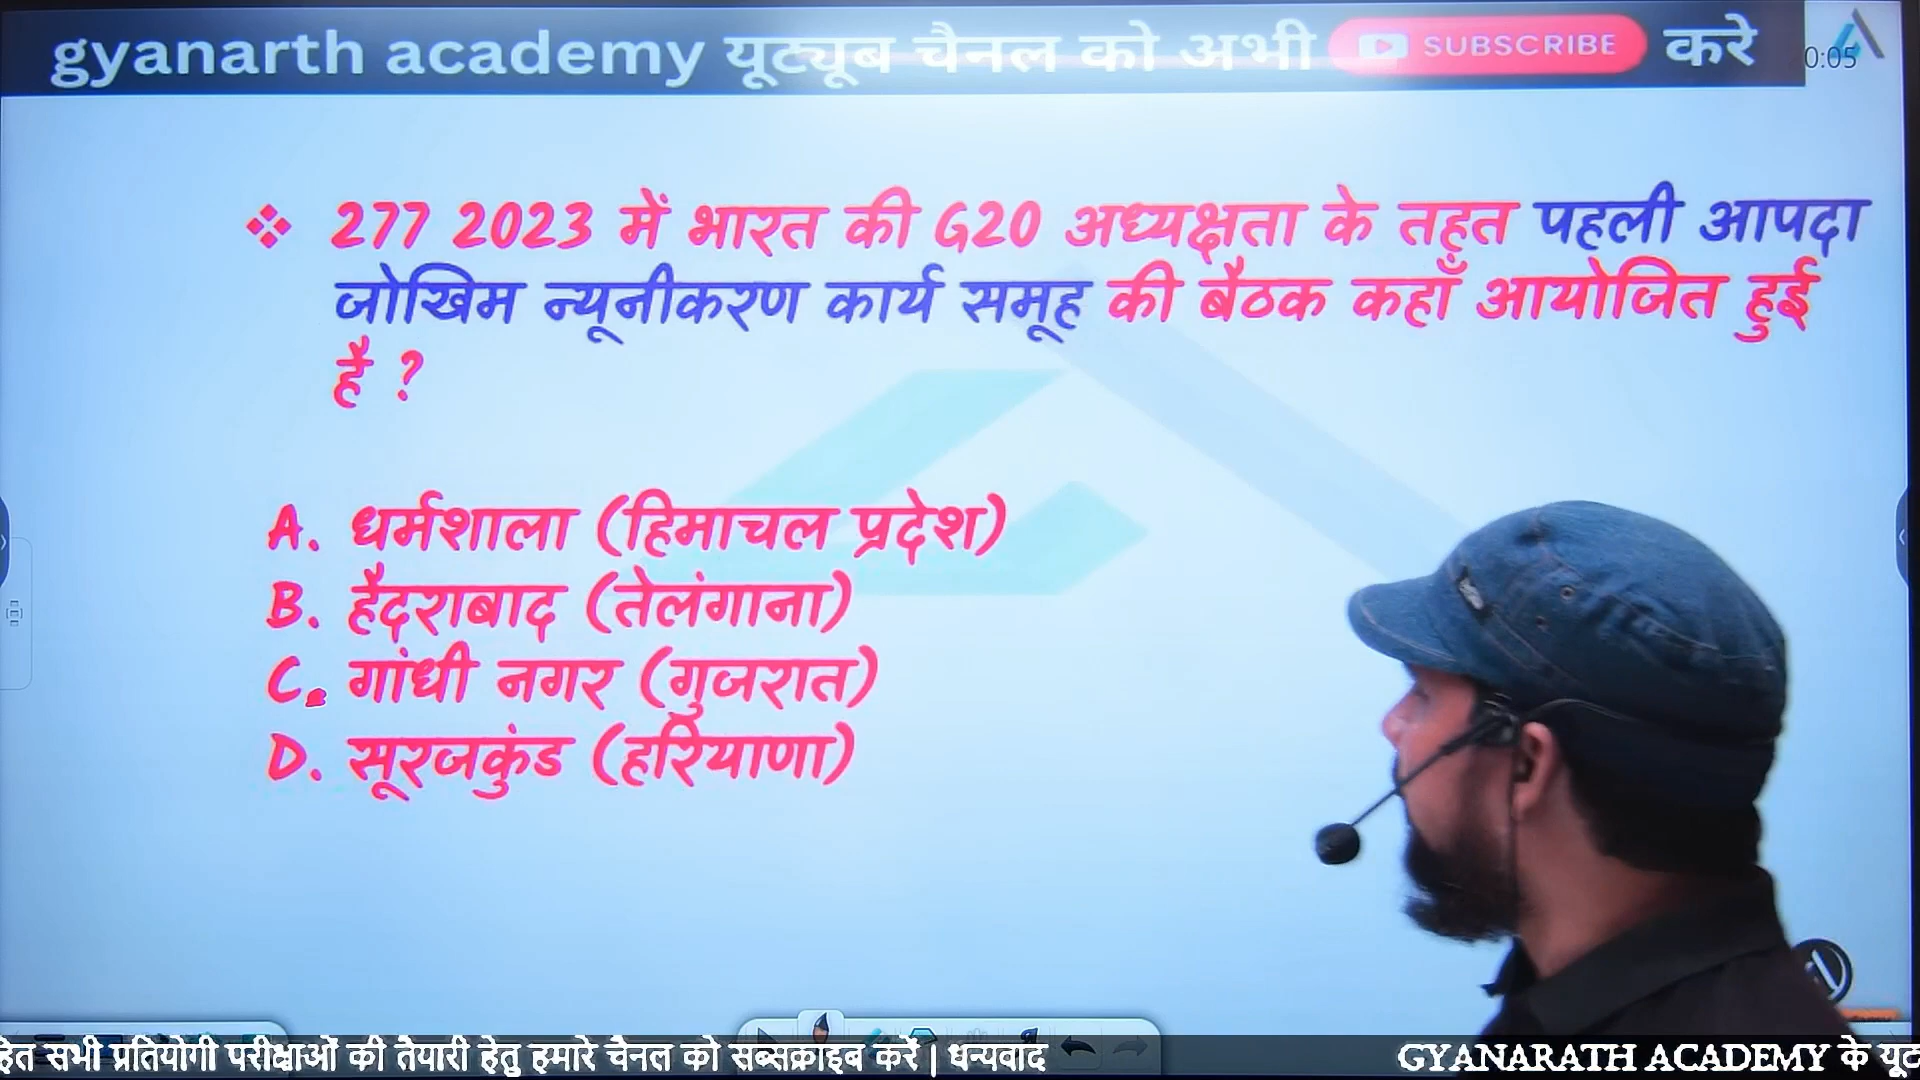 gyanarth academy यूट्यूब चैनल को अभी SUBSCRIBE करे
0:05
❖ 277 2023 में भारत की G20 अध्यक्षता के तहत पहली आपदा
जोखिम न्यूनीकरण कार्य समूह की बैठक कहाँ आयोजित हुई
है ?
A. धर्मशाला (हिमाचल प्रदेश)
B. हैदराबाद (तेलंगाना)
C. गांधी नगर (गुजरात)
D. सूरजकुंड (हरियाणा)
हित सभी प्रतियोगी परीक्षाओं की तैयारी हेतु हमारे चैनल को सब्सक्राइब करें | धन्यवाद GYANARATH ACADEMY के